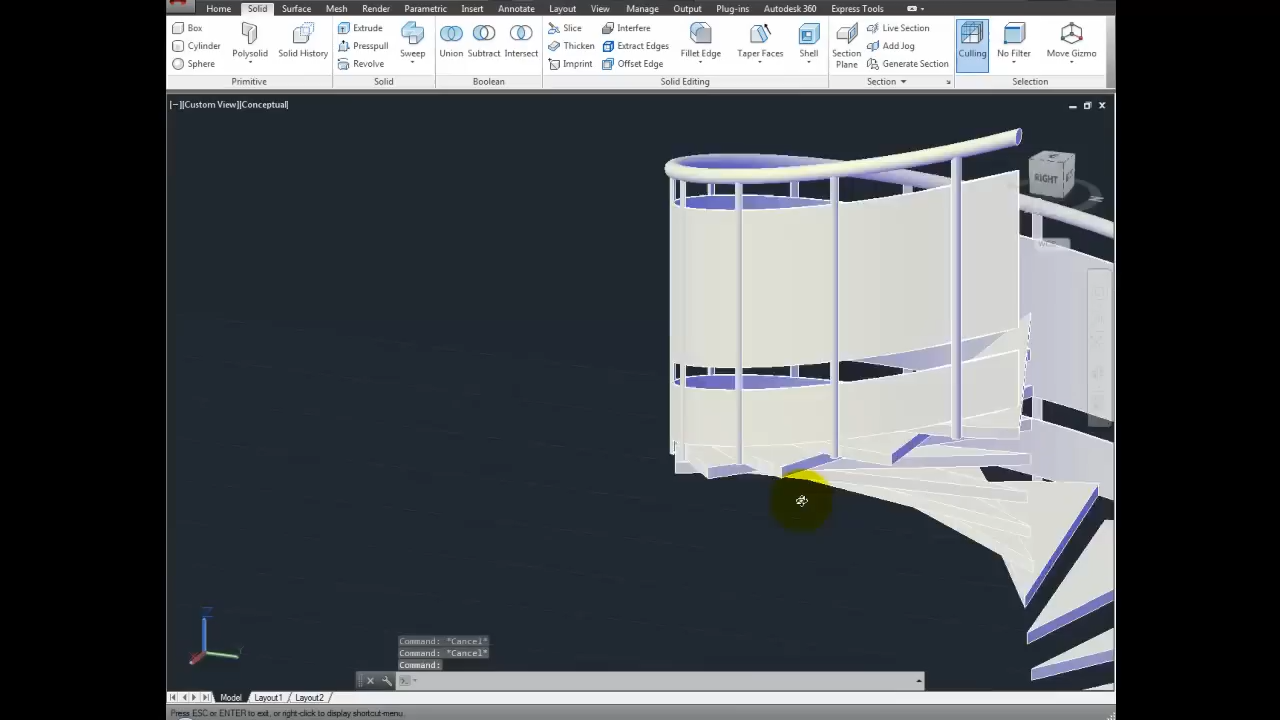 Home Solid Surface Mesh Render Parametric Insert Annotate Layout View Manage Output Plug-ins Autodesk 360 Express Tools
Box Extrude Slice Interfere Live Section
Cylinder Presspull Thicken Extract Edges Add Jog
Sphere Revolve Imprint Offset Edge Generate Section
Polysolid Solid History Sweep Union Subtract Intersect Fillet Edge Taper Faces Shell Section Plane Culling No Filter Move Gizmo
Primitive Solid Boolean Solid Editing Section Selection
[−][Custom View][Conceptual]
RIGHT
WCS
Command: *Cancel*
Command: *Cancel*
Command:
Model Layout1 Layout2
Press ESC or ENTER to exit, or right-click to display shortcut-menu